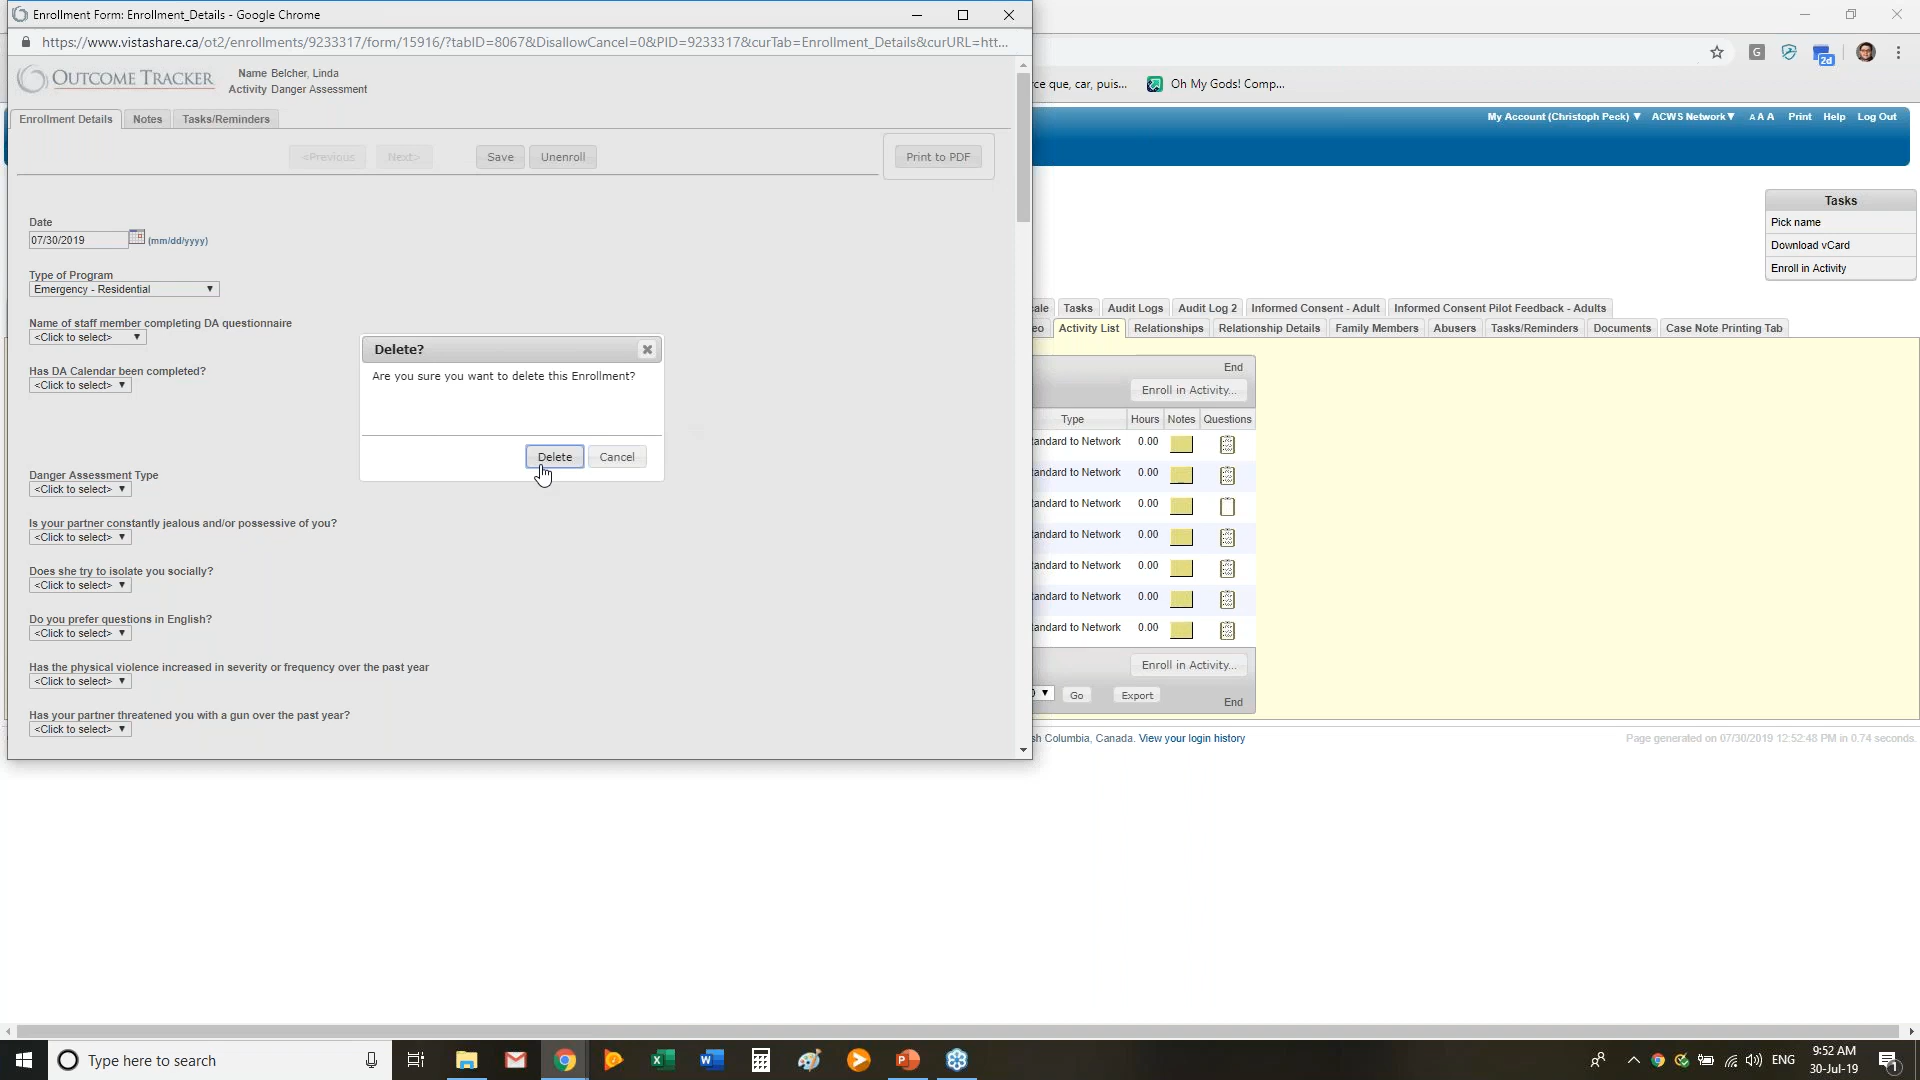 Enrollment Form: Enrollment_Details - Google Chrome
https://www.vistashare.ca/ot2/enrollments/9233317/form/15916/?tabID=8067&DisallowCancel=0&PID=9233317&curTab=Enrollment_Details&curURL=htt...
OUTCOME TRACKER
Name Belcher, Linda
Activity Danger Assessment
Enrollment Details Notes Tasks/Reminders
<Previous Next> Save Unenroll Print to PDF
Date
07/30/2019 (mm/dd/yyyy)
Type of Program
Emergency - Residential
Name of staff member completing DA questionnaire
<Click to select>
Has DA Calendar been completed?
<Click to select>
Delete?
Are you sure you want to delete this Enrollment?
Delete Cancel
Danger Assessment Type
<Click to select>
Is your partner constantly jealous and/or possessive of you?
<Click to select>
Does she try to isolate you socially?
<Click to select>
Do you prefer questions in English?
<Click to select>
Has the physical violence increased in severity or frequency over the past year
<Click to select>
Has your partner threatened you with a gun over the past year?
<Click to select>
G 2d
ce que, car, puis... Oh My Gods! Comp...
My Account (Christoph Peck) ▼ ACWS Network▼ A A A Print Help Log Out
Tasks
Pick name
Download vCard
Enroll in Activity
ale Tasks Audit Logs Audit Log 2 Informed Consent - Adult Informed Consent Pilot Feedback - Adults
eo Activity List Relationships Relationship Details Family Members Abusers Tasks/Reminders Documents Case Note Printing Tab
End
Enroll in Activity...
Type Hours Notes Questions
andard to Network 0.00
andard to Network 0.00
andard to Network 0.00
andard to Network 0.00
andard to Network 0.00
andard to Network 0.00
andard to Network 0.00
Enroll in Activity...
Go Export End
sh Columbia, Canada. View your login history
Page generated on 07/30/2019 12:52:48 PM in 0.74 seconds.
Type here to search
ENG
9:52 AM
30-Jul-19
1